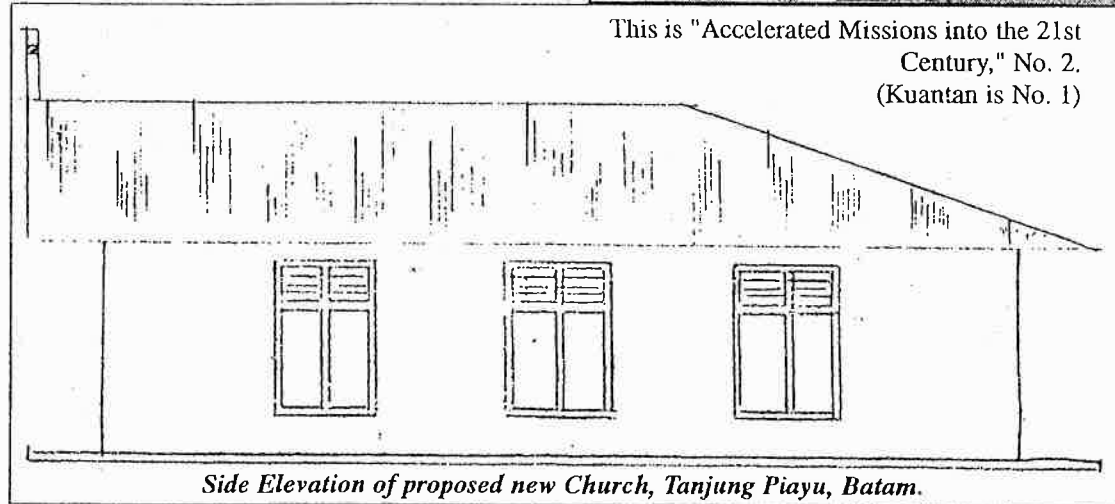 This is "Accelerated Missions into the 21st
Century," No. 2.
(Kuantan is No. 1)
Side Elevation of proposed new Church, Tanjung Piayu, Batam.